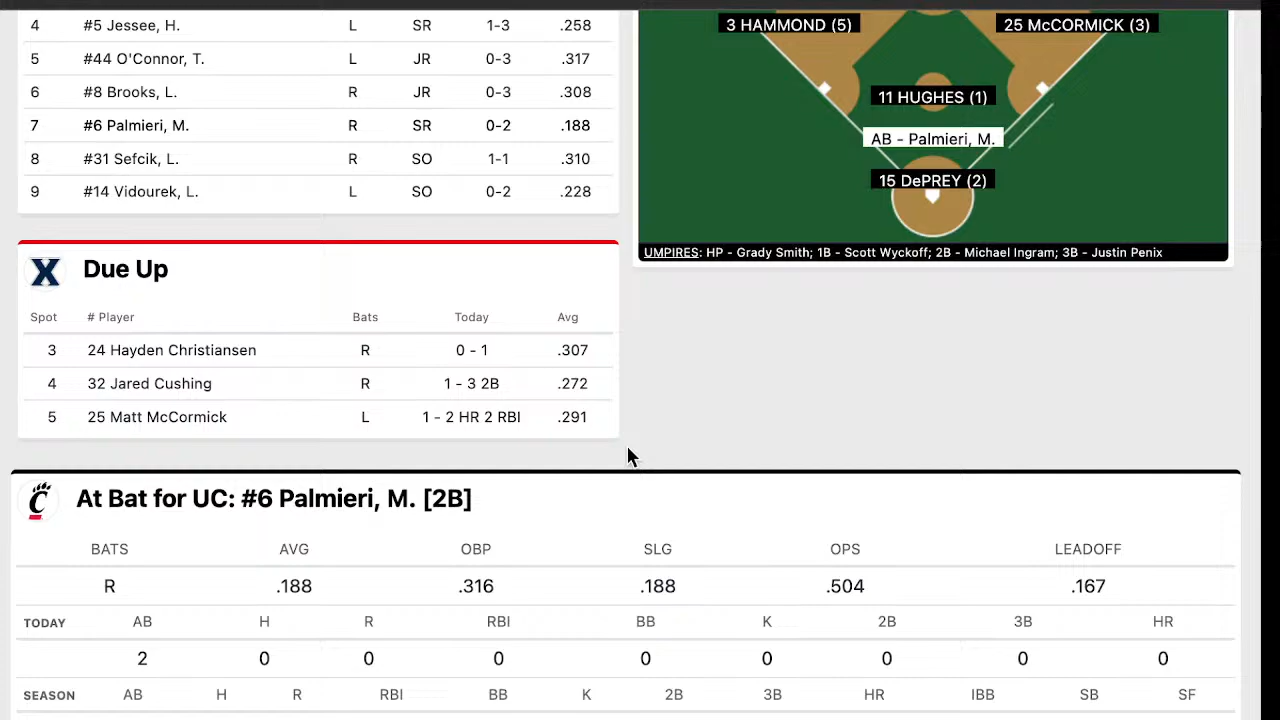 4 #5 Jessee, H. L SR 1-3 .258
5 #44 O'Connor, T. L JR 0-3 .317
6 #8 Brooks, L. R JR 0-3 .308
7 #6 Palmieri, M. R SR 0-2 .188
8 #31 Sefcik, L. R SO 1-1 .310
9 #14 Vidourek, L. L SO 0-2 .228
3 HAMMOND (5) 25 McCORMICK (3)
11 HUGHES (1)
AB - Palmieri, M.
15 DePREY (2)
UMPIRES: HP - Grady Smith; 1B - Scott Wyckoff; 2B - Michael Ingram; 3B - Justin Penix
X Due Up
Spot # Player Bats Today Avg
3 24 Hayden Christiansen R 0 - 1 .307
4 32 Jared Cushing R 1 - 3 2B .272
5 25 Matt McCormick L 1 - 2 HR 2 RBI .291
C At Bat for UC: #6 Palmieri, M. [2B]
BATS AVG OBP SLG OPS LEADOFF
R .188 .316 .188 .504 .167
TODAY AB H R RBI BB K 2B 3B HR
2 0 0 0 0 0 0 0 0
SEASON AB H R RBI BB K 2B 3B HR IBB SB SF